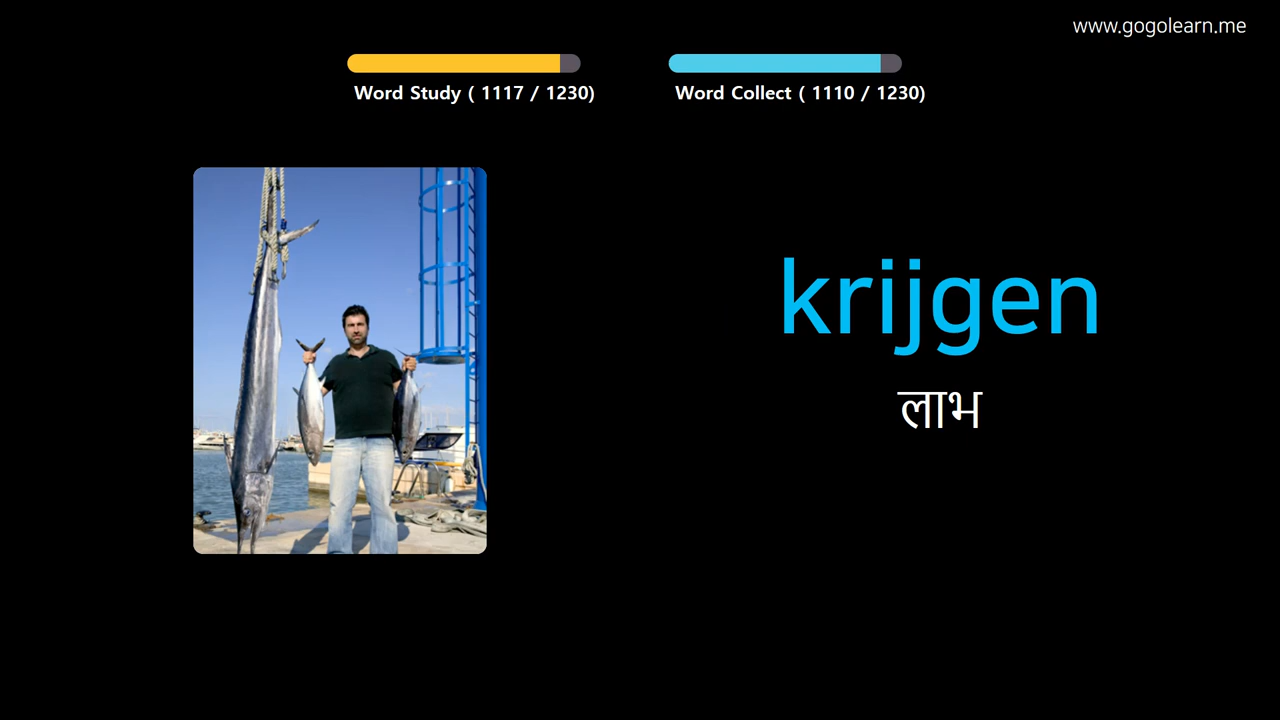 www.gogolearn.me
Word Study ( 1117 / 1230)
Word Collect ( 1110 / 1230)
krijgen
लाभ